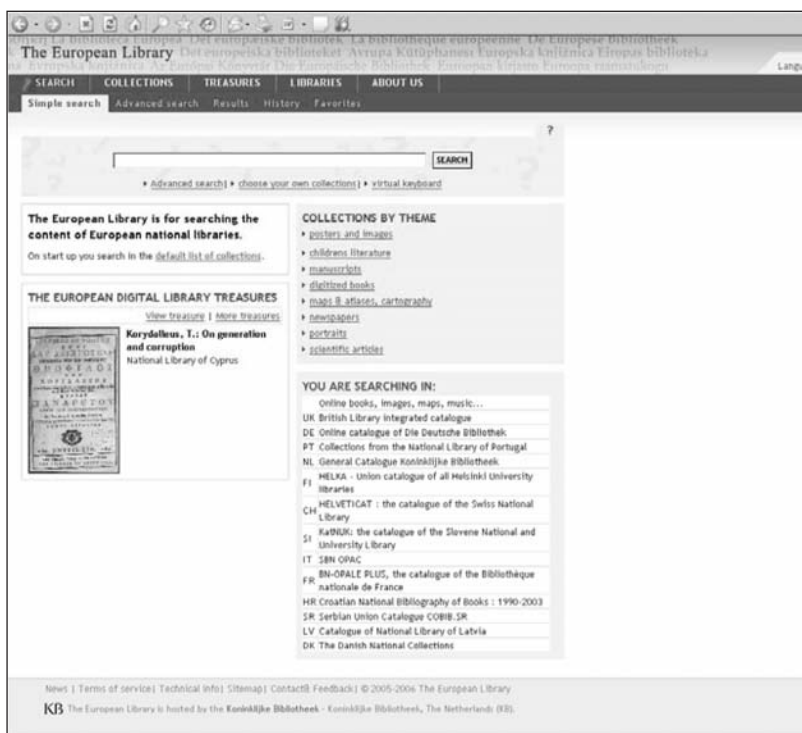 The European Library
Langu
SEARCH COLLECTIONS TREASURES LIBRARIES ABOUT US
Simple search Advanced search Results History Favorites
?
SEARCH
Advanced search| choose your own collections| virtual keyboard
The European Library is for searching the
content of European national libraries.
On start up you search in the default list of collections.
THE EUROPEAN DIGITAL LIBRARY TREASURES
View treasure | More treasures
Korydalleus, T.: On generation
and corruption
National Library of Cyprus
COLLECTIONS BY THEME
posters and images
childrens literature
manuscripts
digitized books
maps & atlases, cartography
newspapers
portraits
scientific articles
YOU ARE SEARCHING IN:
Online books, images, maps, music...
UK British Library integrated catalogue
DE Online catalogue of Die Deutsche Bibliothek
PT Collections from the National Library of Portugal
NL General Catalogue Koninklijke Bibliotheek
FI HELKA - Union catalogue of all Helsinki University
libraries
CH HELVETICAT : the catalogue of the Swiss National
Library
SI KatNUK: the catalogue of the Slovene National and
University Library
IT SBN OPAC
FR BN-OPALE PLUS, the catalogue of the Bibliothèque
nationale de France
HR Croatian National Bibliography of Books : 1990-2003
SR Serbian Union Catalogue COBIB.SR
LV Catalogue of National Library of Latvia
DK The Danish National Collections
News | Terms of service| Technical info| Sitemap| Contact& Feedback| © 2005-2006 The European Library
KB The European Library is hosted by the Koninklijke Bibliotheek - Koninklijke Bibliotheek, The Netherlands (KB).